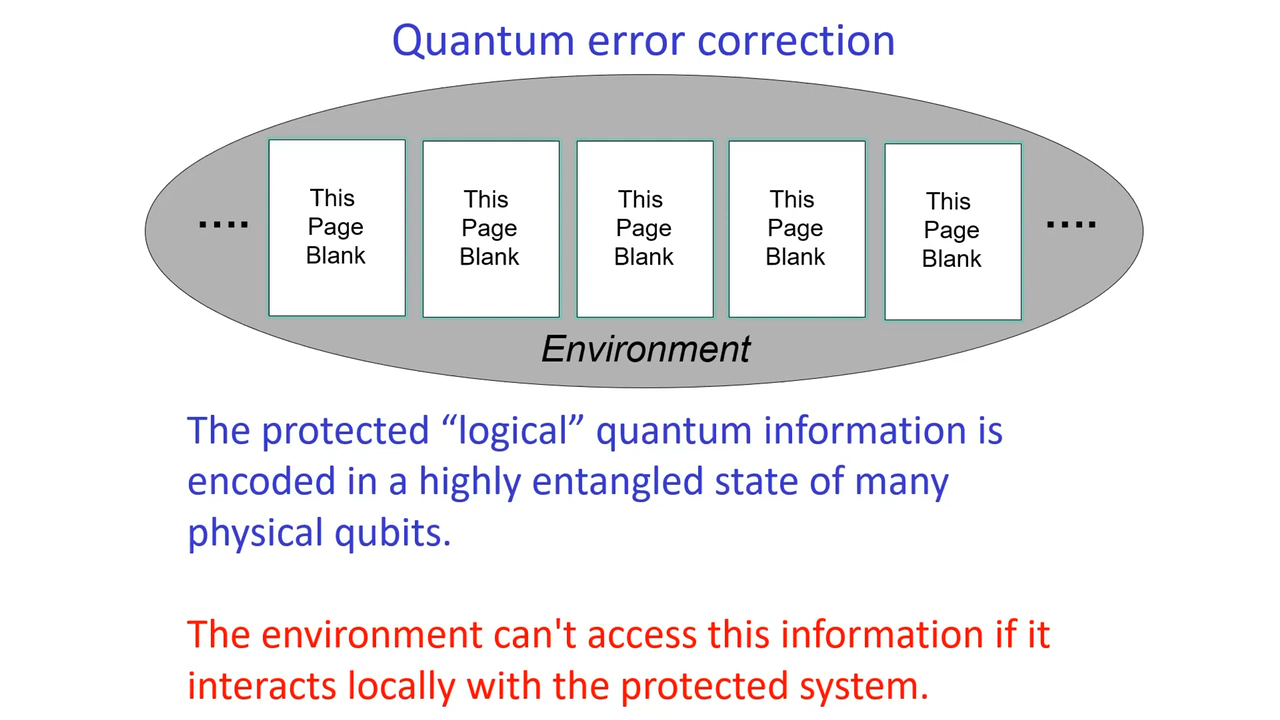 Quantum error correction
....
This
Page
Blank
This
Page
Blank
This
Page
Blank
This
Page
Blank
This
Page
Blank
....
Environment
The protected “logical” quantum information is
encoded in a highly entangled state of many
physical qubits.
The environment can't access this information if it
interacts locally with the protected system.